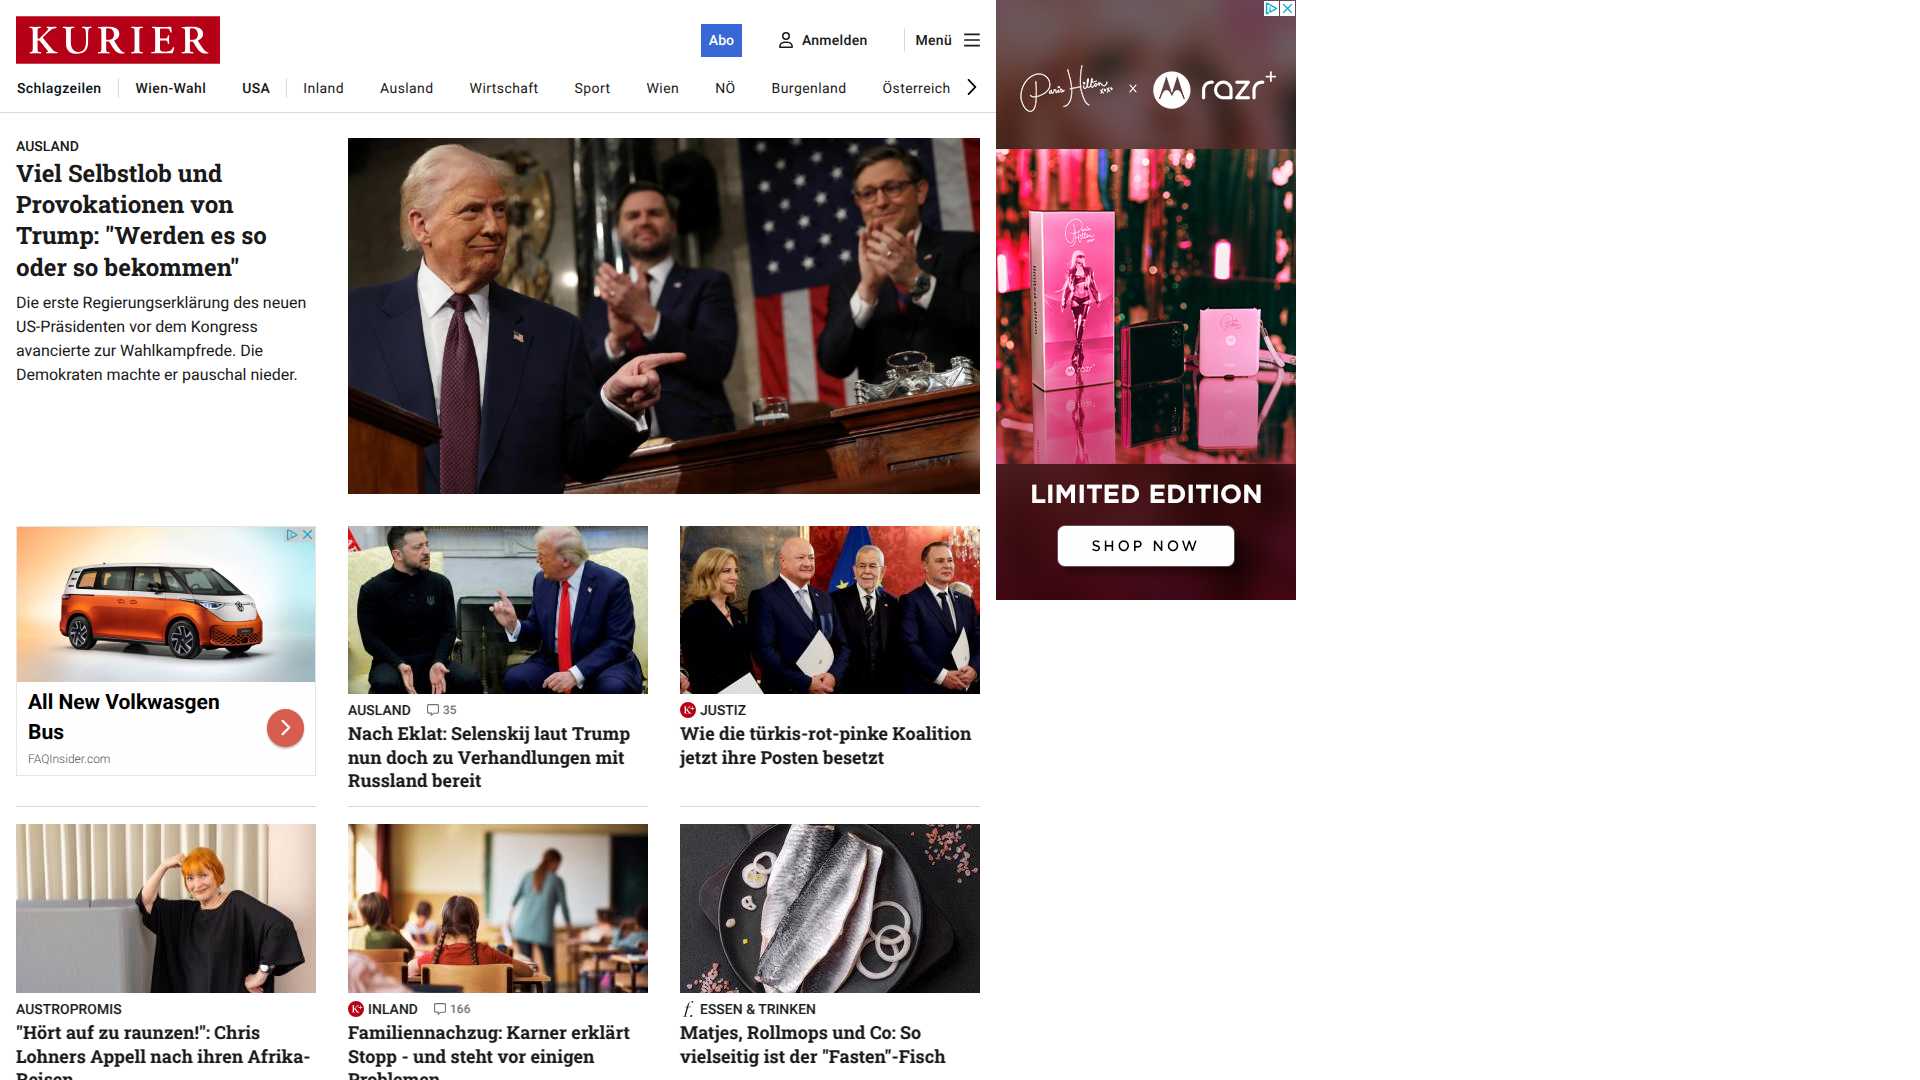 KURIER
Abo
Anmelden
Menü
Schlagzeilen
Wien-Wahl
USA
Inland
Ausland
Wirtschaft
Sport
Wien
NÖ
Burgenland
Österreich
AUSLAND
Viel Selbstlob und
Provokationen von
Trump: "Werden es so
oder so bekommen"
Die erste Regierungserklärung des neuen
US-Präsidenten vor dem Kongress
avancierte zur Wahlkampfrede. Die
Demokraten machte er pauschal nieder.
Paris Hilton × razr+
LIMITED EDITION
SHOP NOW
All New Volkwasgen
Bus
FAQInsider.com
AUSLAND 35
Nach Eklat: Selenskij laut Trump
nun doch zu Verhandlungen mit
Russland bereit
K+ JUSTIZ
Wie die türkis-rot-pinke Koalition
jetzt ihre Posten besetzt
AUSTROPROMIS
"Hört auf zu raunzen!": Chris
Lohners Appell nach ihren Afrika-
Reisen
K+ INLAND 166
Familiennachzug: Karner erklärt
Stopp - und steht vor einigen
Problemen
f. ESSEN & TRINKEN
Matjes, Rollmops und Co: So
vielseitig ist der "Fasten"-Fisch